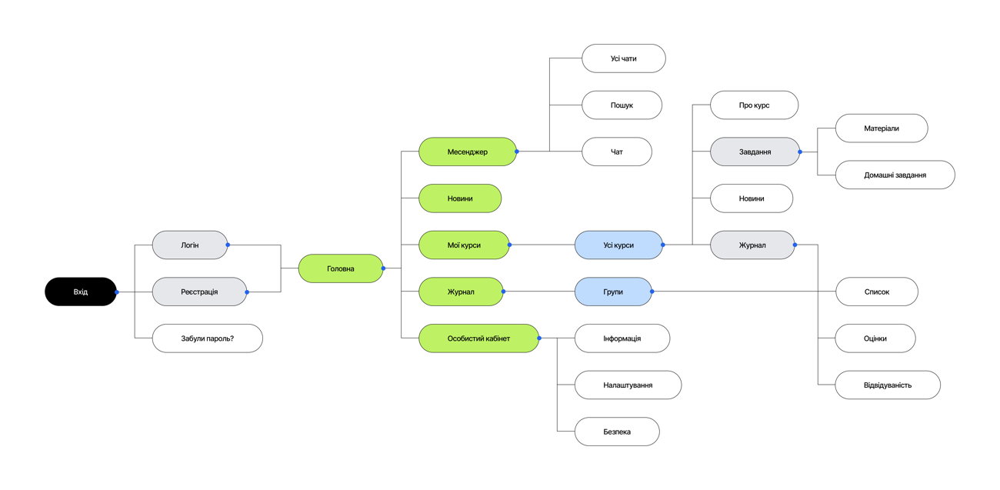 Вхід
Логін
Реєстрація
Забули пароль?
Головна
Месенджер
Новини
Мої курси
Журнал
Особистий кабінет
Усі чати
Пошук
Чат
Усі курси
Групи
Інформація
Налаштування
Безпека
Про курс
Завдання
Новини
Журнал
Матеріали
Домашні завдання
Список
Оцінки
Відвідуваність